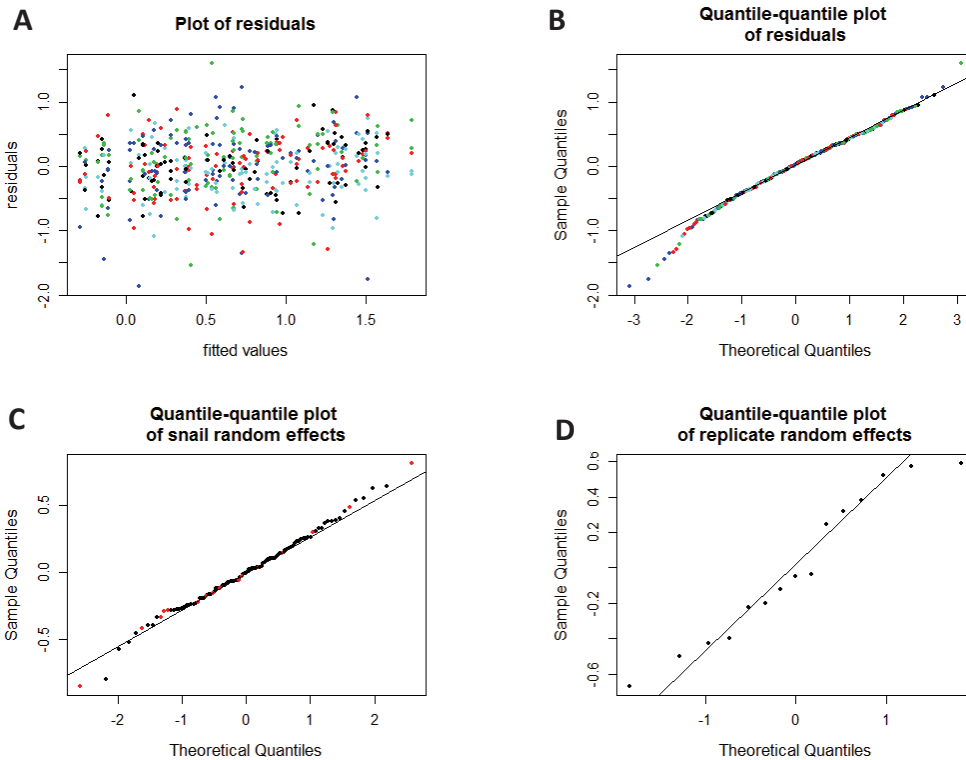 A
Plot of residuals
residuals
1.0
0.0
-1.0
-2.0
0.0 0.5 1.0 1.5
fitted values
B
Quantile-quantile plot
of residuals
Sample Quantiles
1.0
0.0
-1.0
-2.0
-3 -2 -1 0 1 2 3
Theoretical Quantiles
C
Quantile-quantile plot
of snail random effects
Sample Quantiles
0.5
0.0
-0.5
-2 -1 0 1 2
Theoretical Quantiles
D
Quantile-quantile plot
of replicate random effects
Sample Quantiles
0.6
0.4
0.2
-0.2
-0.6
-1 0 1
Theoretical Quantiles